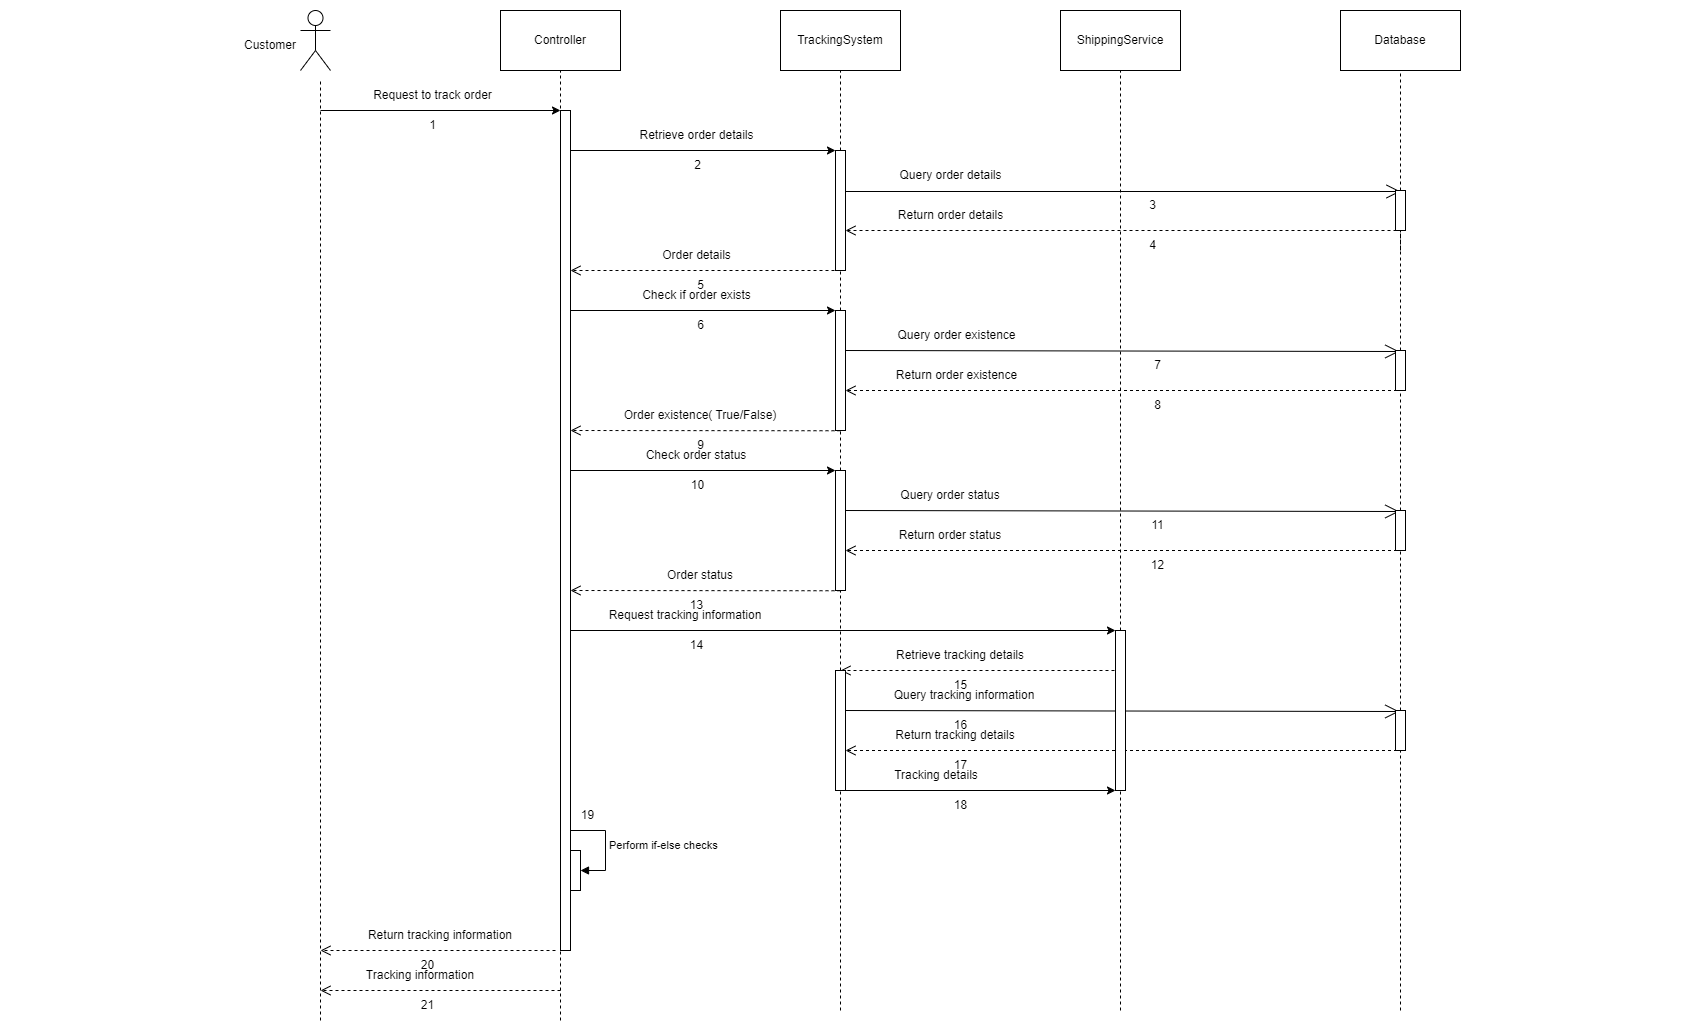 Customer
Controller
TrackingSystem
ShippingService
Database
Request to track order
1
Retrieve order details
2
Query order details
3
Return order details
4
Order details
5
Check if order exists
6
Query order existence
7
Return order existence
8
Order existence( True/False)
9
Check order status
10
Query order status
11
Return order status
12
Order status
13
Request tracking information
14
Retrieve tracking details
15
Query tracking information
16
Return tracking details
17
Tracking details
18
19
Perform if-else checks
Return tracking information
20
Tracking information
21